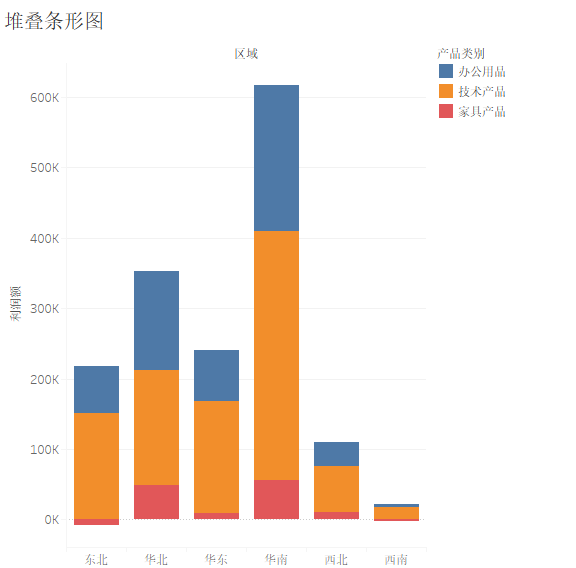 堆叠条形图
区域
产品类别
办公用品
技术产品
家具产品
600K
500K
400K
300K
200K
100K
0K
利润额
东北 华北 华东 华南 西北 西南